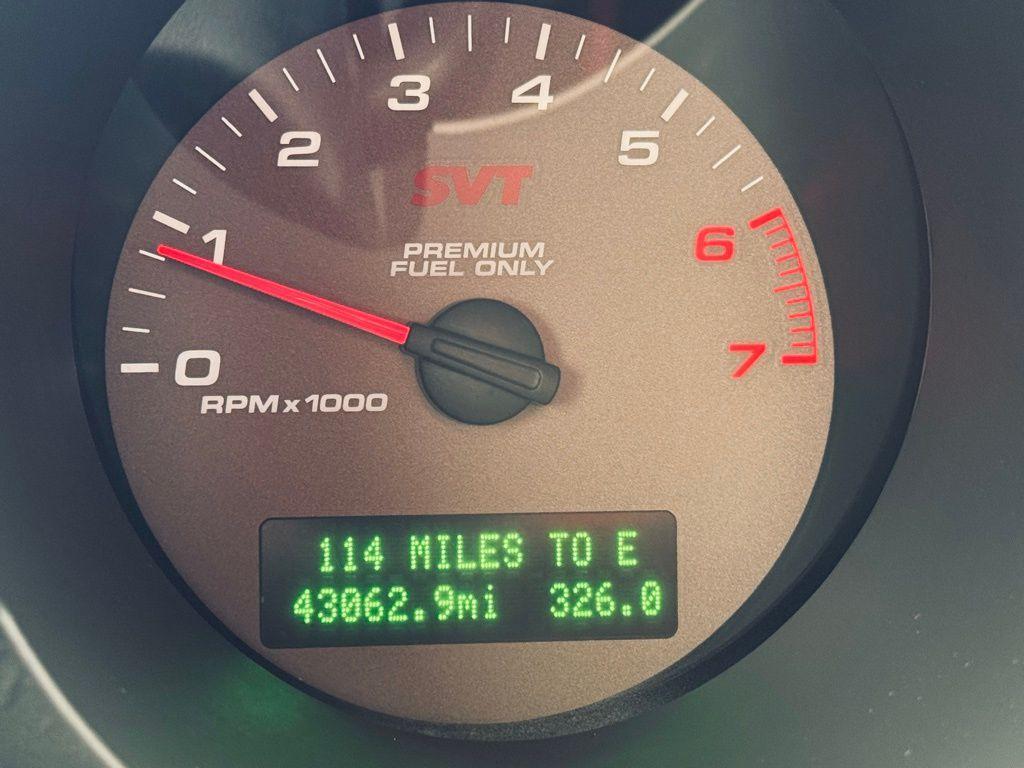 3 4
2 5
SVT
1 6
PREMIUM
FUEL ONLY
0 7
RPM x 1000
114 MILES TO E
43062.9mi 326.0